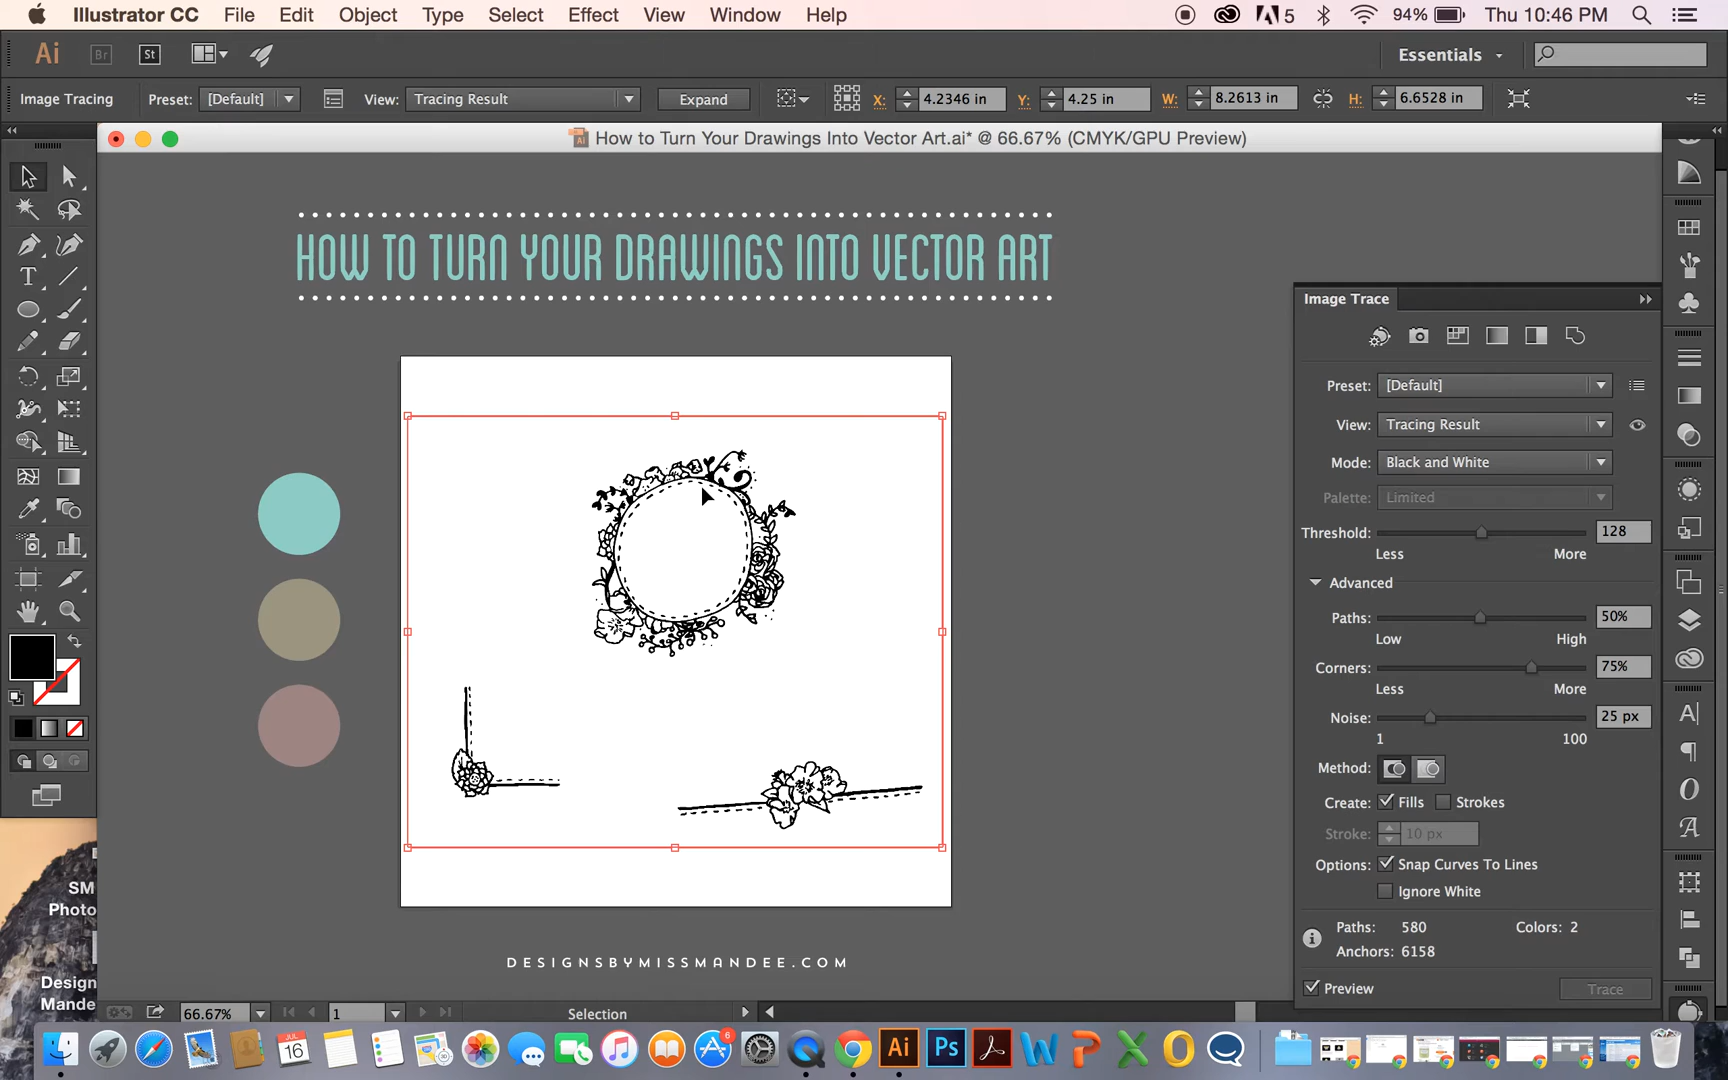 Illustrator CC File Edit Object Type Select Effect View Window Help 5 94% Thu 10:46 PM
Ai Br St Essentials
Image Tracing Preset: [Default] View: Tracing Result Expand X: 4.2346 in Y: 4.25 in W: 8.2613 in H: 6.6528 in
How to Turn Your Drawings Into Vector Art.ai* @ 66.67% (CMYK/GPU Preview)
HOW TO TURN YOUR DRAWINGS INTO VECTOR ART
Image Trace
Preset: [Default]
View: Tracing Result
Mode: Black and White
Palette: Limited
Threshold: 128
Less More
Advanced
Paths: 50%
Low High
Corners: 75%
Less More
Noise: 25 px
1 100
Method:
Create: Fills Strokes
Stroke: 10 px
Options: Snap Curves To Lines
Ignore White
Paths: 580 Colors: 2
Anchors: 6158
Preview Trace
SM
Photo
Design
Mande
DESIGNSBYMISSMANDEE.COM
66.67% 1 Selection
JUL
16
Ai Ps